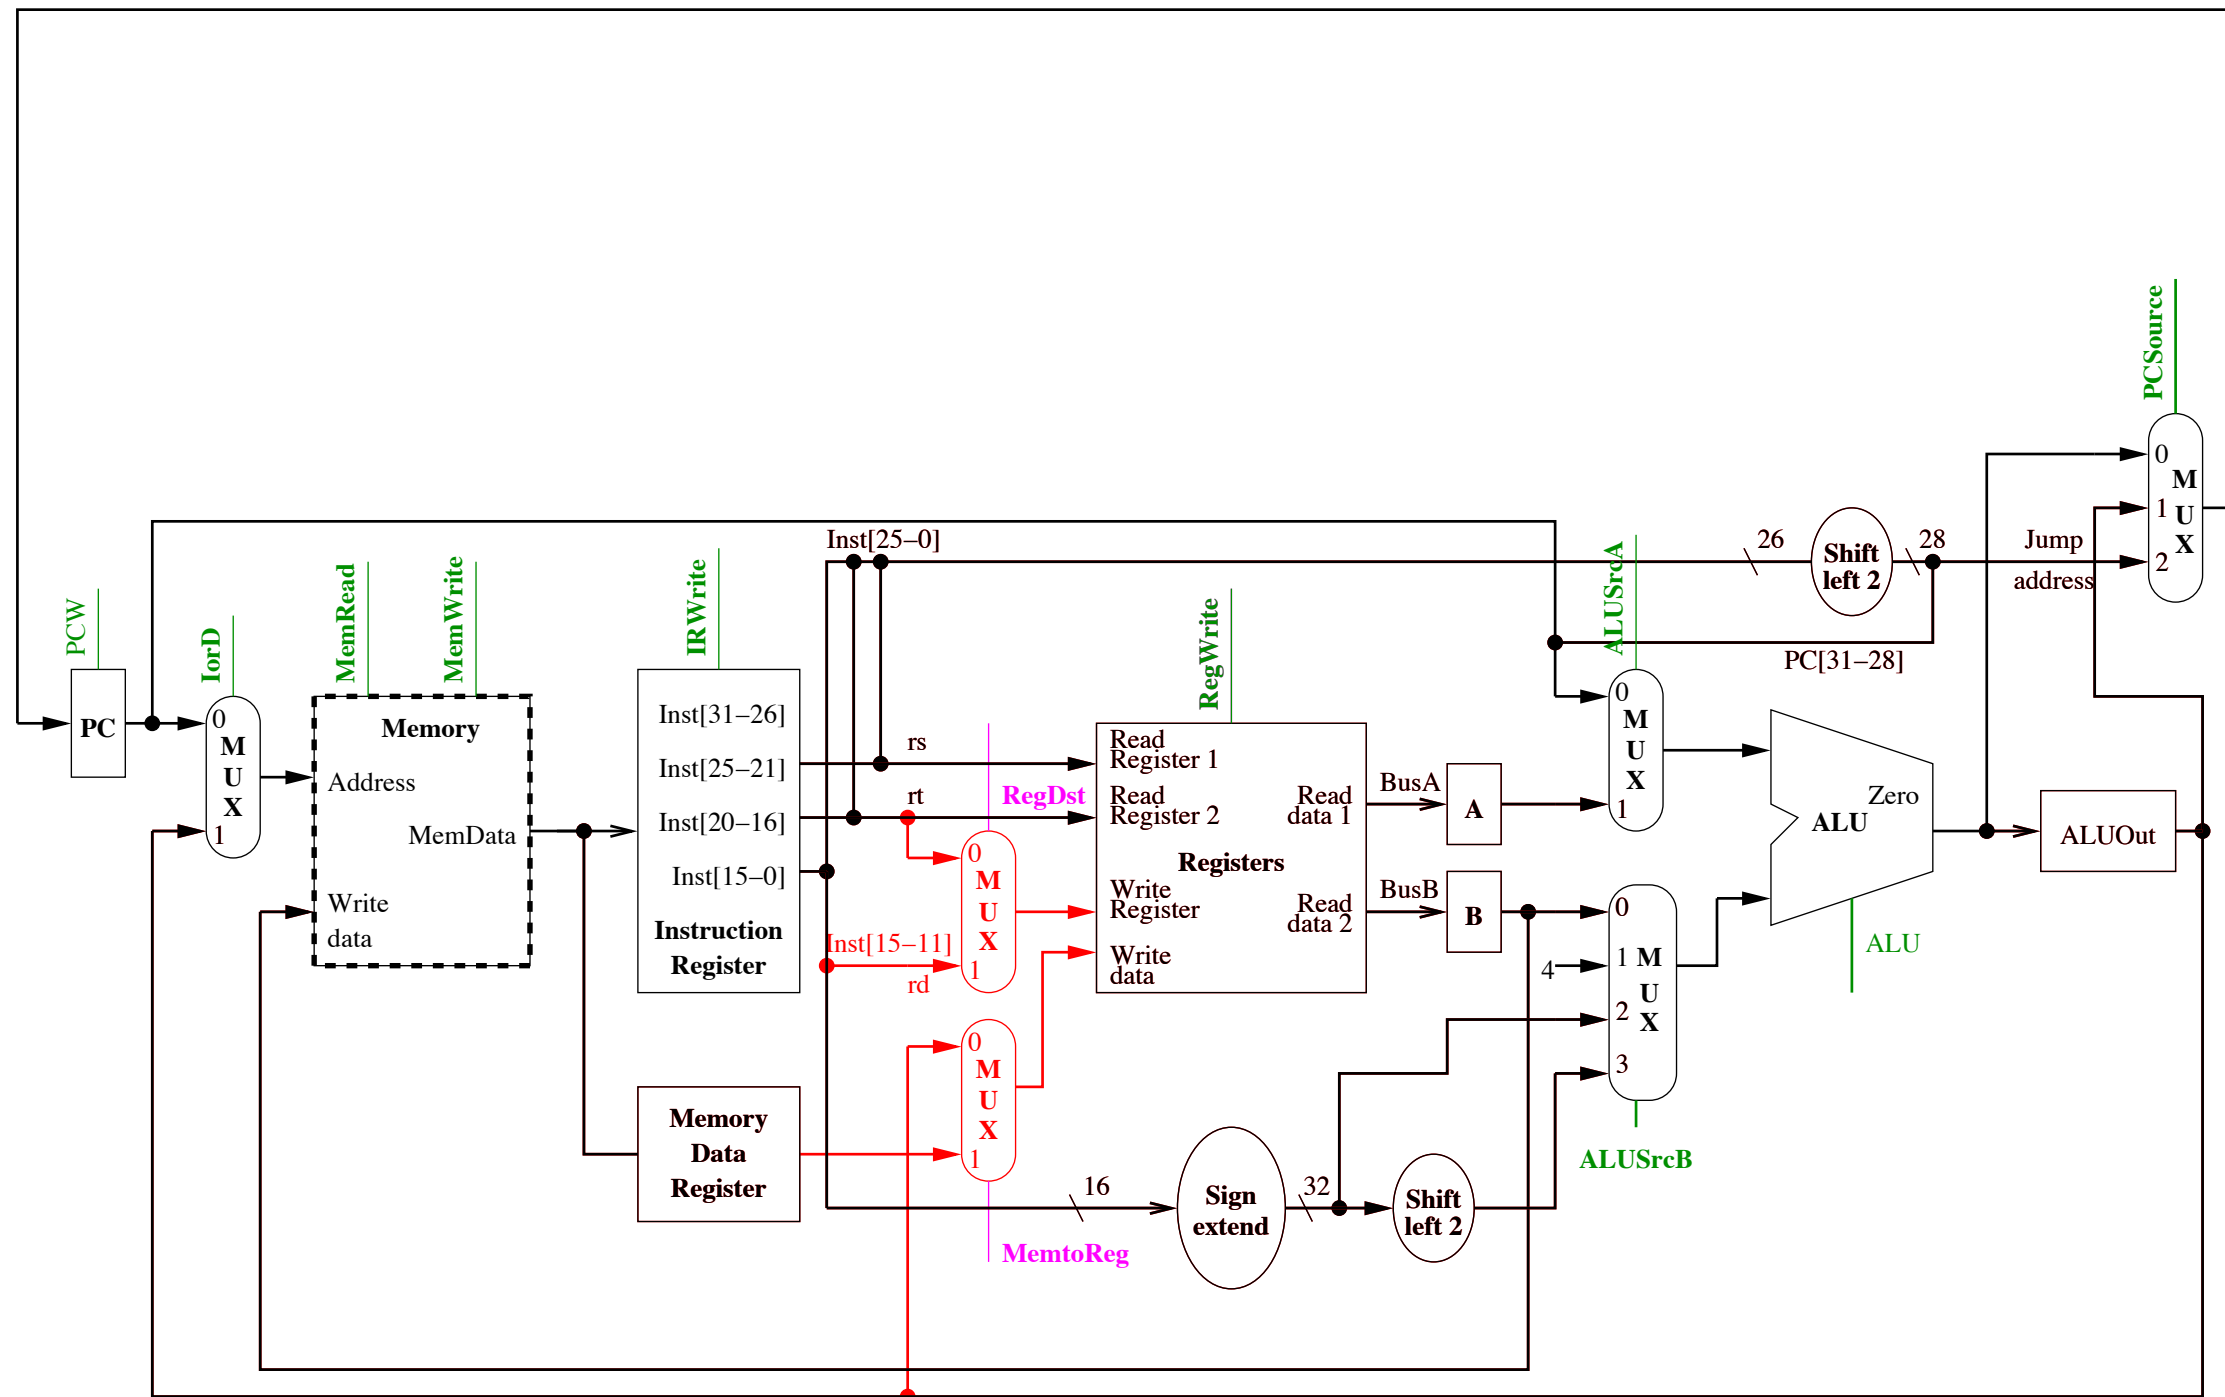 PCSource
0
M
1 U
X
2
Inst[25–0]
26
Shift
left 2
28
Jump
address
PC[31–28]
PCW
IorD
MemRead
MemWrite
IRWrite
RegWrite
ALUSrcA
PC
0
M
U
X
1
Memory
Address
MemData
Write
data
Inst[31–26]
Inst[25–21]
Inst[20–16]
Inst[15–0]
Instruction
Register
rs
rt
RegDst
0
M
U
X
1
Inst[15–11]
rd
Read
Register 1
Read
Register 2
Read
data 1
Registers
Write
Register
Read
data 2
Write
data
BusA
A
BusB
B
0
M
U
X
1
Zero
ALU
ALU
ALUOut
0
4
1 M
U
2 X
3
ALUSrcB
Memory
Data
Register
0
M
U
X
1
MemtoReg
16
Sign
extend
32
Shift
left 2